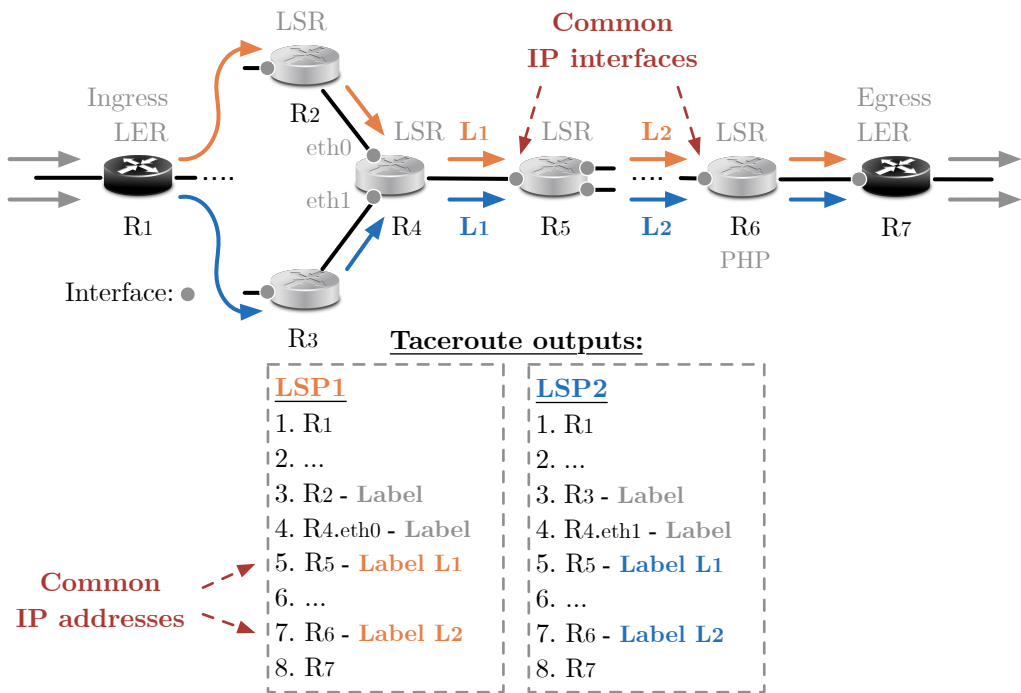 LSR
Common
IP interfaces
Ingress
LER
R2
LSR
L1
LSR
L2
LSR
Egress
LER
eth0
eth1
R1
R4
L1
R5
L2
R6
R7
PHP
Interface:
R3
Taceroute outputs:
LSP1
1. R1
2. ...
3. R2 - Label
4. R4.eth0 - Label
5. R5 - Label L1
6. ...
7. R6 - Label L2
8. R7
LSP2
1. R1
2. ...
3. R3 - Label
4. R4.eth1 - Label
5. R5 - Label L1
6. ...
7. R6 - Label L2
8. R7
Common
IP addresses